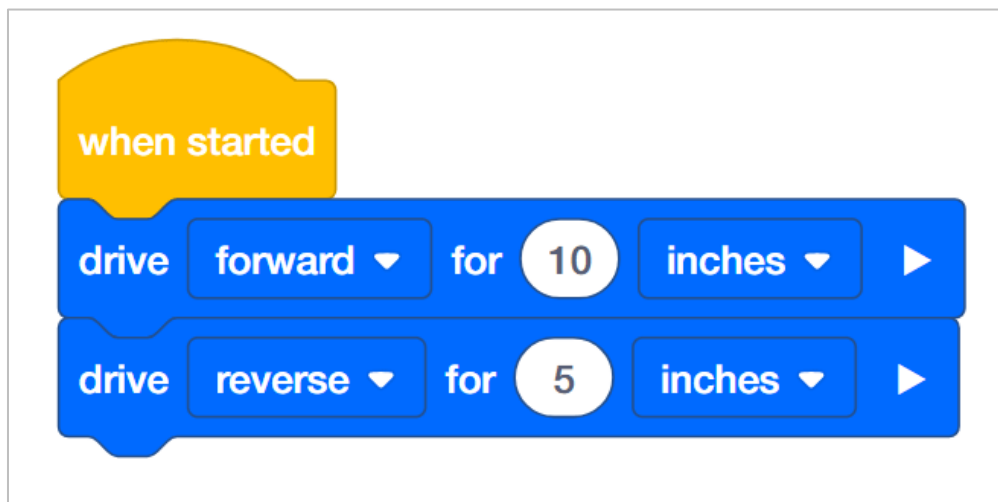 when started
drive forward for 10 inches
drive reverse for 5 inches